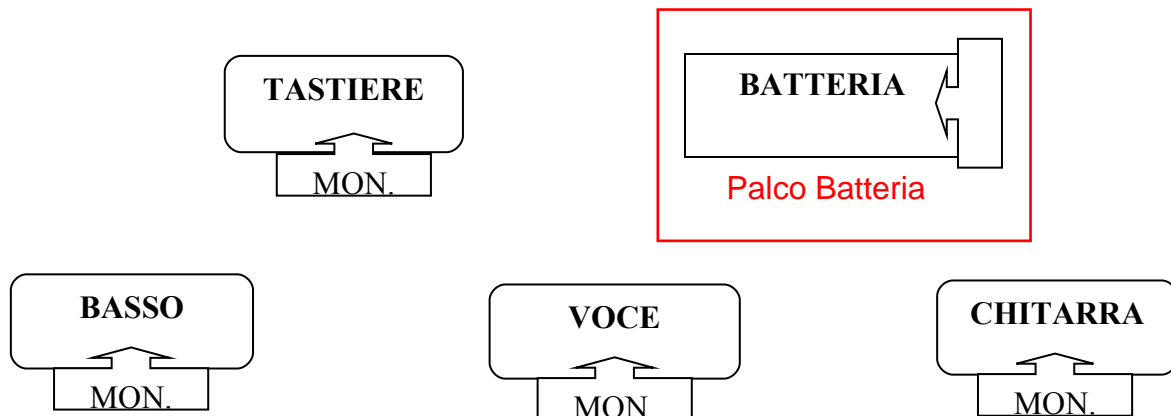 TASTIERE
MON.
BATTERIA
Palco Batteria
BASSO
MON.
VOCE
MON
CHITARRA
MON.